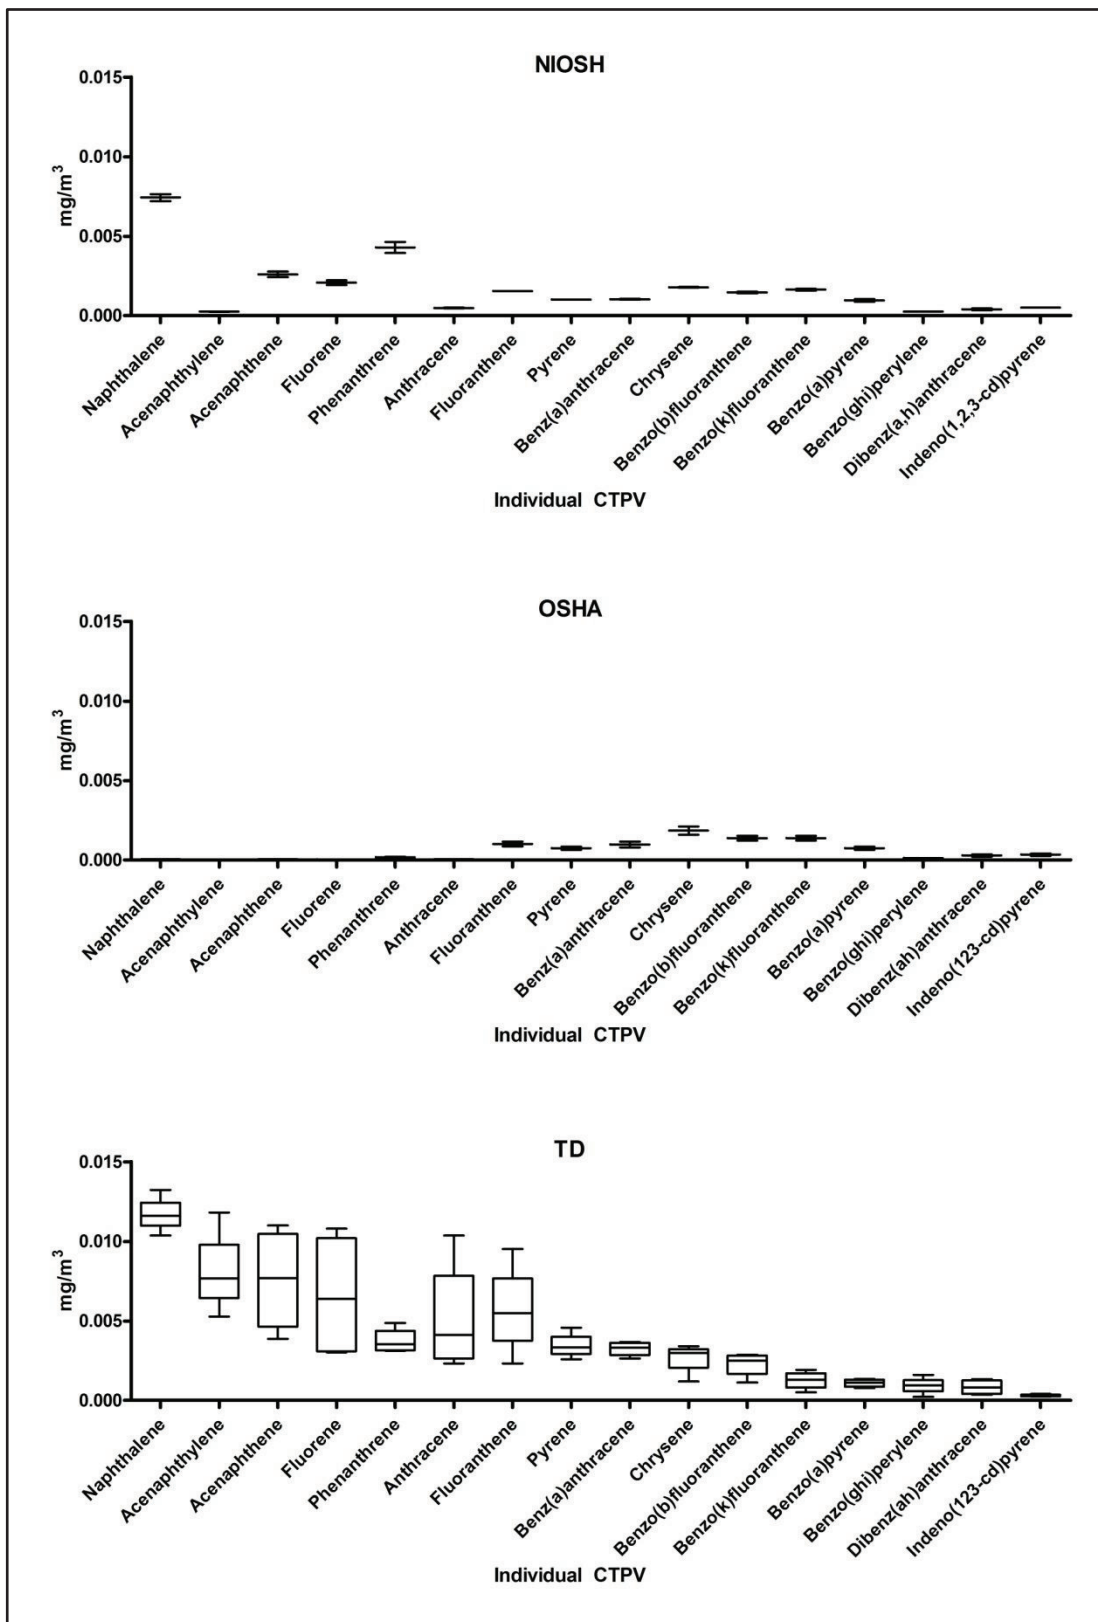 NIOSH
0.015
0.010
0.005
0.000
mg/m³
Naphthalene
Acenaphthylene
Acenaphthene
Fluorene
Phenanthrene
Anthracene
Fluoranthene
Pyrene
Benz(a)anthracene
Chrysene
Benzo(b)fluoranthene
Benzo(k)fluoranthene
Benzo(a)pyrene
Benzo(ghi)perylene
Dibenz(a,h)anthracene
Indeno(1,2,3-cd)pyrene
Individual CTPV
OSHA
0.015
0.010
0.005
0.000
mg/m³
Naphthalene
Acenaphthylene
Acenaphthene
Fluorene
Phenanthrene
Anthracene
Fluoranthene
Pyrene
Benz(a)anthracene
Chrysene
Benzo(b)fluoranthene
Benzo(k)fluoranthene
Benzo(a)pyrene
Benzo(ghi)perylene
Dibenz(ah)anthracene
Indeno(123-cd)pyrene
Individual CTPV
TD
0.015
0.010
0.005
0.000
mg/m³
Naphthalene
Acenaphthylene
Acenaphthene
Fluorene
Phenanthrene
Anthracene
Fluoranthene
Pyrene
Benz(a)anthracene
Chrysene
Benzo(b)fluoranthene
Benzo(k)fluoranthene
Benzo(a)pyrene
Benzo(ghi)perylene
Dibenz(ah)anthracene
Indeno(123-cd)pyrene
Individual CTPV